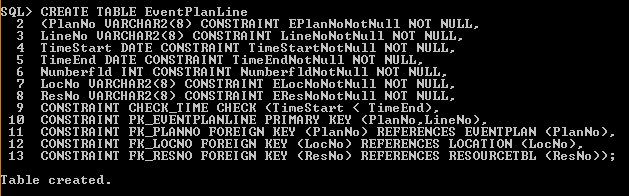 SQL> CREATE TABLE EventPlanLine
2 (PlanNo VARCHAR2(8) CONSTRAINT EPlanNoNotNull NOT NULL,
3 LineNo VARCHAR2(8) CONSTRAINT LineNoNotNull NOT NULL,
4 TimeStart DATE CONSTRAINT TimeStartNotNull NOT NULL,
5 TimeEnd DATE CONSTRAINT TimeEndNotNull NOT NULL,
6 Numberfld INT CONSTRAINT NumberfldNotNull NOT NULL,
7 LocNo VARCHAR2(8) CONSTRAINT ELocNoNotNull NOT NULL,
8 ResNo VARCHAR2(8) CONSTRAINT EResNoNotNull NOT NULL,
9 CONSTRAINT CHECK_TIME CHECK (TimeStart < TimeEnd),
10 CONSTRAINT PK_EVENTPLANLINE PRIMARY KEY (PlanNo,LineNo),
11 CONSTRAINT FK_PLANNO FOREIGN KEY (PlanNo) REFERENCES EVENTPLAN (PlanNo),
12 CONSTRAINT FK_LOCNO FOREIGN KEY (LocNo) REFERENCES LOCATION (LocNo),
13 CONSTRAINT FK_RESNO FOREIGN KEY (ResNo) REFERENCES RESOURCETBL (ResNo));
Table created.